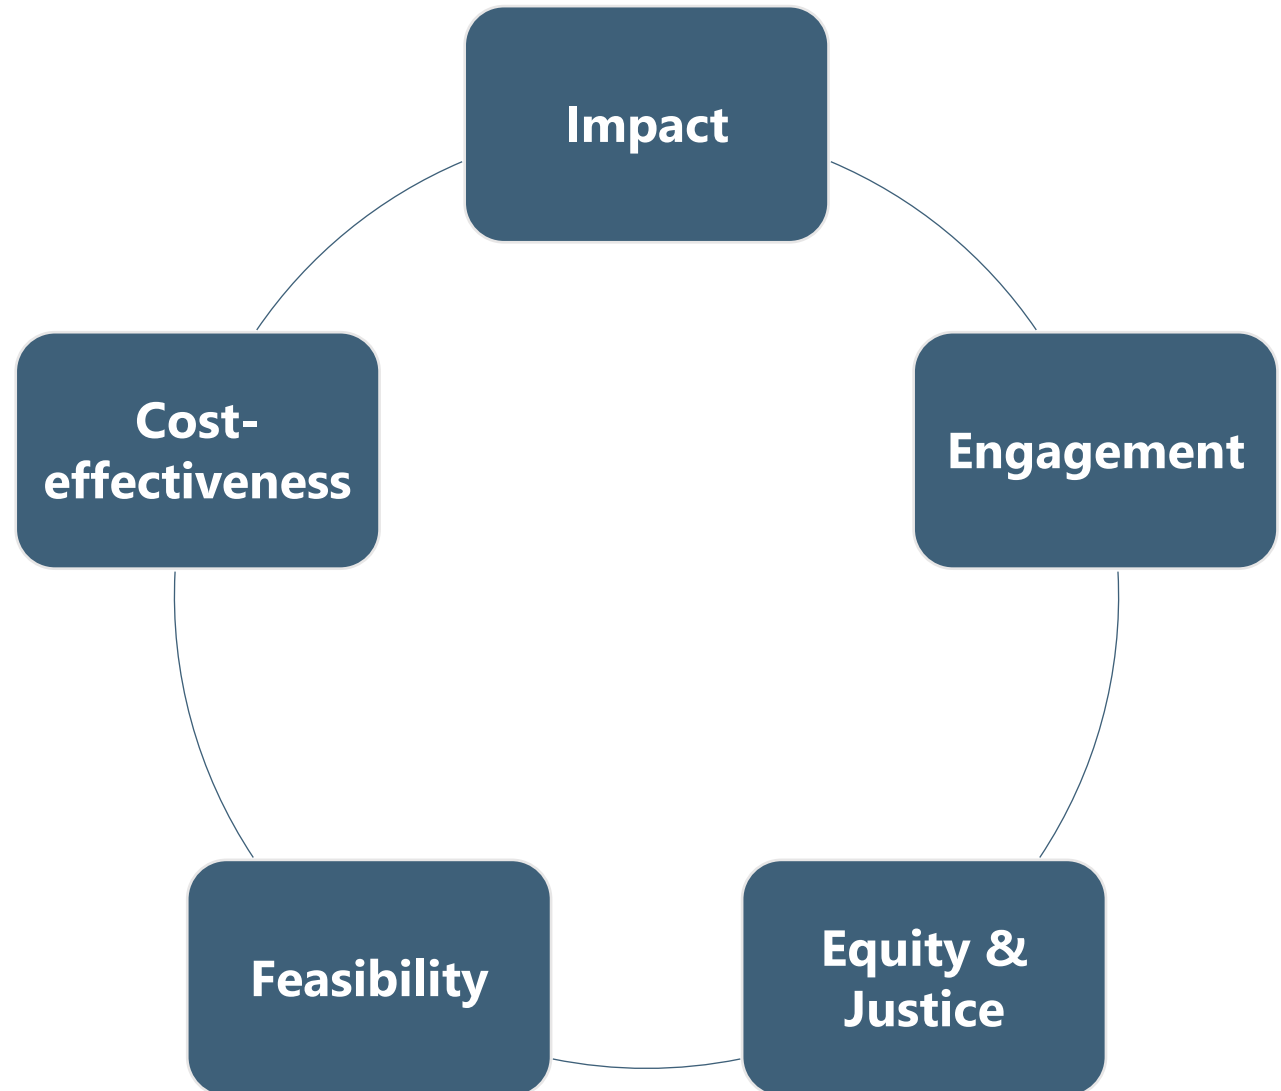 Impact
Engagement
Equity &
Justice
Feasibility
Cost-
effectiveness